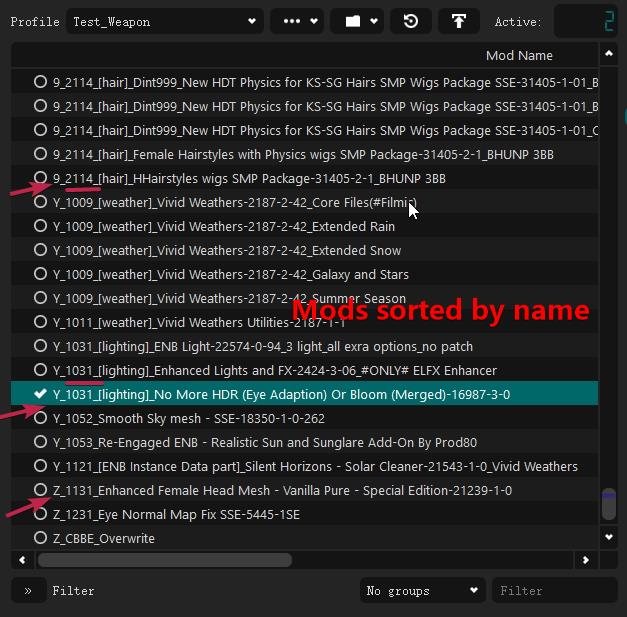 Profile Test_Weapon Active: 2
Mod Name
9_2114_[hair]_Dint999_New HDT Physics for KS-SG Hairs SMP Wigs Package SSE-31405-1-01_B
9_2114_[hair]_Dint999_New HDT Physics for KS-SG Hairs SMP Wigs Package SSE-31405-1-01_B
9_2114_[hair]_Dint999_New HDT Physics for KS-SG Hairs SMP Wigs Package SSE-31405-1-01_C
9_2114_[hair]_Female Hairstyles with Physics wigs SMP Package-31405-2-1_BHUNP 3BB
9_2114_[hair]_HHairstyles wigs SMP Package-31405-2-1_BHUNP 3BB
Y_1009_[weather]_Vivid Weathers-2187-2-42_Core Files(#Filmic)
Y_1009_[weather]_Vivid Weathers-2187-2-42_Extended Rain
Y_1009_[weather]_Vivid Weathers-2187-2-42_Extended Snow
Y_1009_[weather]_Vivid Weathers-2187-2-42_Galaxy and Stars
Y_1009_[weather]_Vivid Weathers-2187-2-42_Summer Season
Mods sorted by name
Y_1011_[weather]_Vivid Weathers Utilities-2187-1-1
Y_1031_[lighting]_ENB Light-22574-0-94_3 light_all exra options_no patch
Y_1031_[lighting]_Enhanced Lights and FX-2424-3-06_#ONLY# ELFX Enhancer
Y_1031_[lighting]_No More HDR (Eye Adaption) Or Bloom (Merged)-16987-3-0
Y_1052_Smooth Sky mesh - SSE-18350-1-0-262
Y_1053_Re-Engaged ENB - Realistic Sun and Sunglare Add-On By Prod80
Y_1121_[ENB Instance Data part]_Silent Horizons - Solar Cleaner-21543-1-0_Vivid Weathers
Z_1131_Enhanced Female Head Mesh - Vanilla Pure - Special Edition-21239-1-0
Z_1231_Eye Normal Map Fix SSE-5445-1SE
Z_CBBE_Overwrite
» Filter No groups Filter